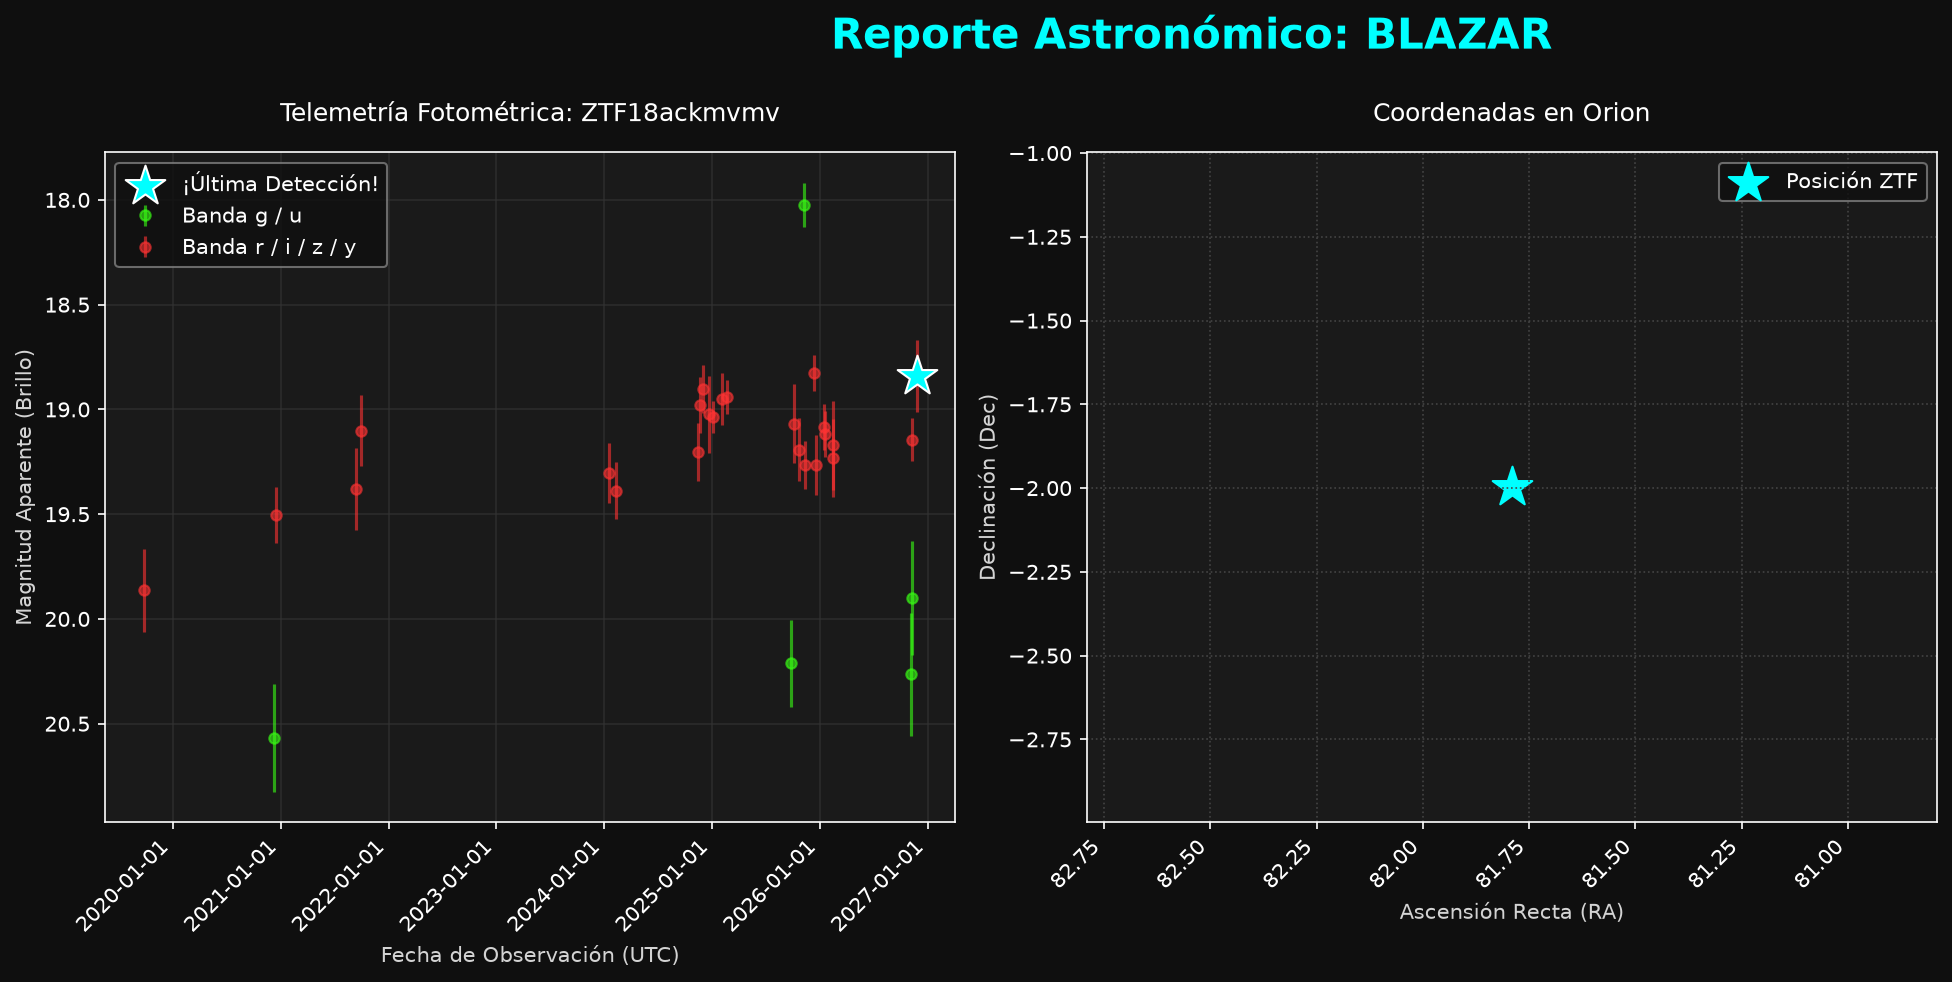 Reporte Astronómico: BLAZAR
Telemetría Fotométrica: ZTF18ackmvmv
¡Última Detección!
Banda g / u
Banda r / i / z / y
Magnitud Aparente (Brillo)
18.0
18.5
19.0
19.5
20.0
20.5
2020-01-01
2021-01-01
2022-01-01
2023-01-01
2024-01-01
2025-01-01
2026-01-01
2027-01-01
Fecha de Observación (UTC)
Coordenadas en Orion
Posición ZTF
Declinación (Dec)
−1.00
−1.25
−1.50
−1.75
−2.00
−2.25
−2.50
−2.75
82.75
82.50
82.25
82.00
81.75
81.50
81.25
81.00
Ascensión Recta (RA)